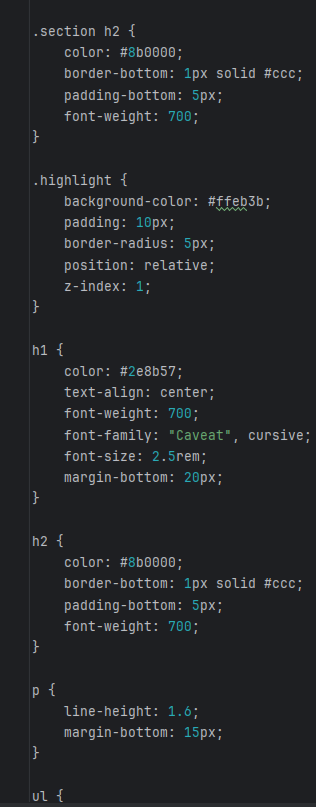 .section h2 {
    color: #8b0000;
    border-bottom: 1px solid #ccc;
    padding-bottom: 5px;
    font-weight: 700;
}
.highlight {
    background-color: #ffeb3b;
    padding: 10px;
    border-radius: 5px;
    position: relative;
    z-index: 1;
}
h1 {
    color: #2e8b57;
    text-align: center;
    font-weight: 700;
    font-family: "Caveat", cursive;
    font-size: 2.5rem;
    margin-bottom: 20px;
}
h2 {
    color: #8b0000;
    border-bottom: 1px solid #ccc;
    padding-bottom: 5px;
    font-weight: 700;
}
p {
    line-height: 1.6;
    margin-bottom: 15px;
}
ul {